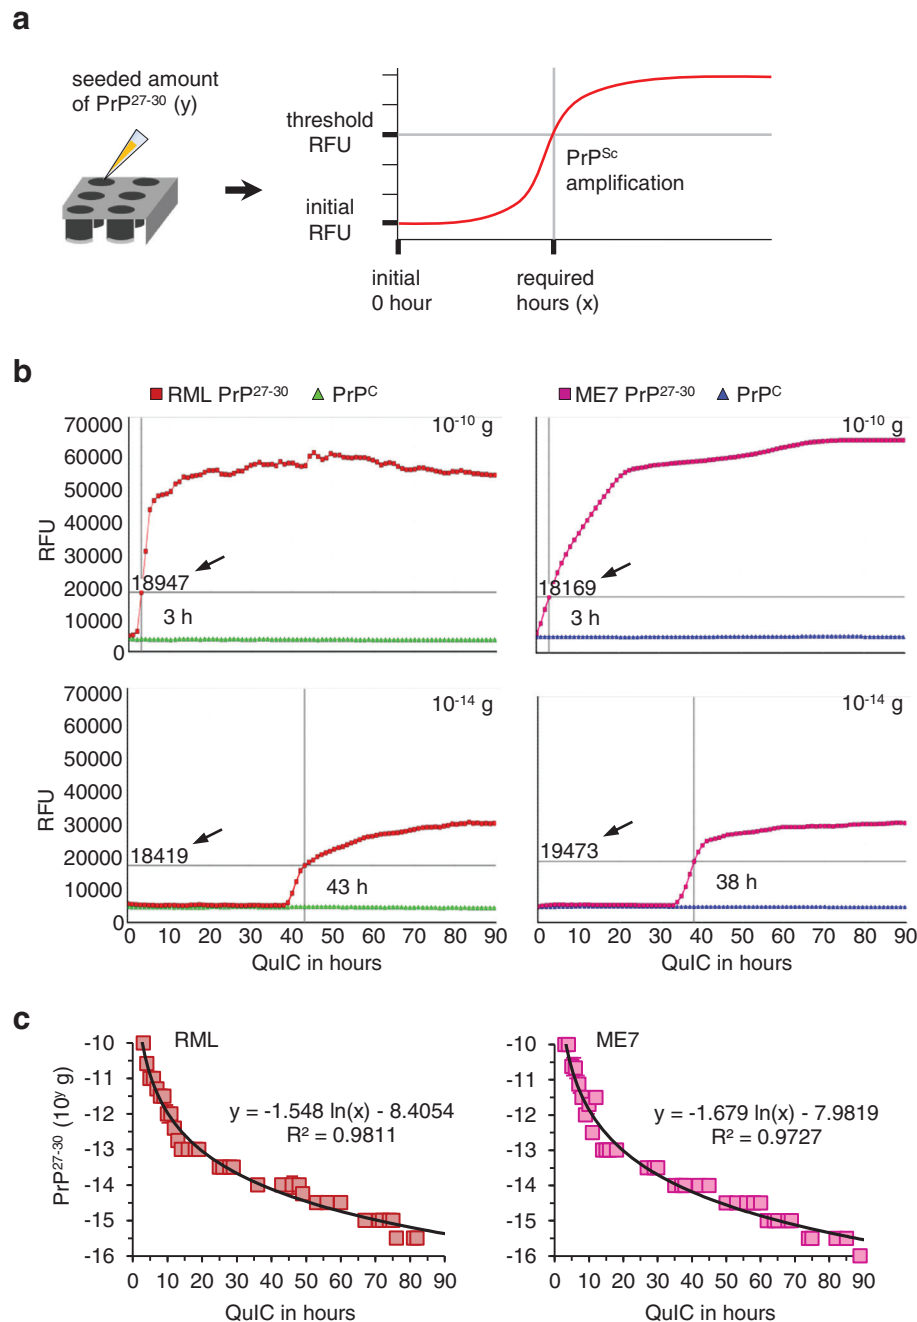 a
seeded amount
of PrP²⁷⁻³⁰ (y)
threshold
RFU
initial
RFU
PrPˢᶜ
amplification
initial
0 hour
required
hours (x)
b
RML PrP²⁷⁻³⁰ PrPᶜ
ME7 PrP²⁷⁻³⁰ PrPᶜ
RFU
70000
60000
50000
40000
30000
20000
10000
0
10⁻¹⁰ g
18947
3 h
10⁻¹⁰ g
18169
3 h
RFU
70000
60000
50000
40000
30000
20000
10000
0
10⁻¹⁴ g
18419
43 h
0 10 20 30 40 50 60 70 80 90
QuIC in hours
10⁻¹⁴ g
19473
38 h
0 10 20 30 40 50 60 70 80 90
QuIC in hours
c
PrP²⁷⁻³⁰ (10ʸ g)
-10
-11
-12
-13
-14
-15
-16
RML
y = -1.548 ln(x) - 8.4054
R² = 0.9811
0 10 20 30 40 50 60 70 80 90
QuIC in hours
-10
-11
-12
-13
-14
-15
-16
ME7
y = -1.679 ln(x) - 7.9819
R² = 0.9727
0 10 20 30 40 50 60 70 80 90
QuIC in hours